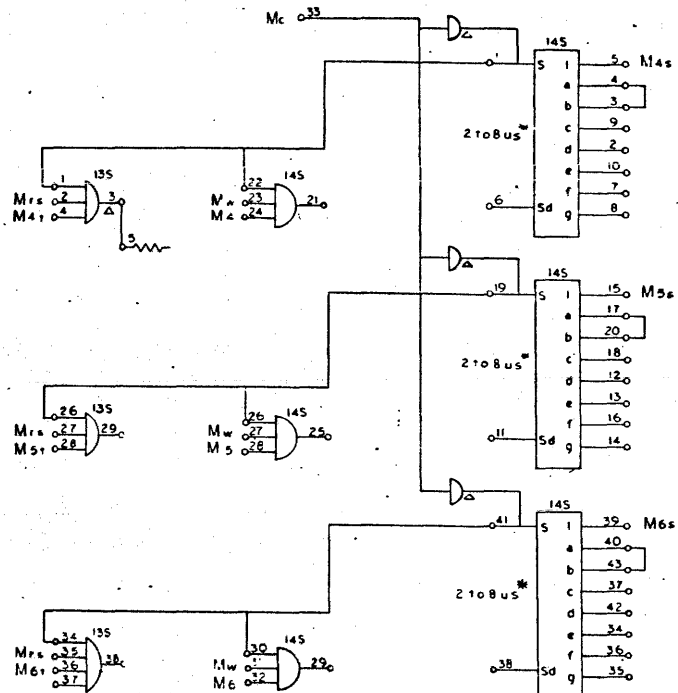 Mc 33
14S
1 S 1 5 M4s
a 4
b 3
2 to 8 us* c 9
d 2
e 10
f 7
6 Sd g 8
13S 14S
1 22
Mrs 2 3 Mw 23 21
M4t 4 M4 24
5
14S
19 S 1 15 M5s
a 17
b 20
2 to 8 us* c 18
d 12
e 13
f 16
11 Sd g 14
13S 14S
26 26
Mrs 27 29 Mw 27 25
M5t 28 M5 28
14S
41 S 1 39 M6s
a 40
b 43
2 to 8 us* c 37
d 42
e 34
f 36
38 Sd g 35
13S 14S
34 30
Mrs 35 38 Mw 29
M6t 36 M6 32
37